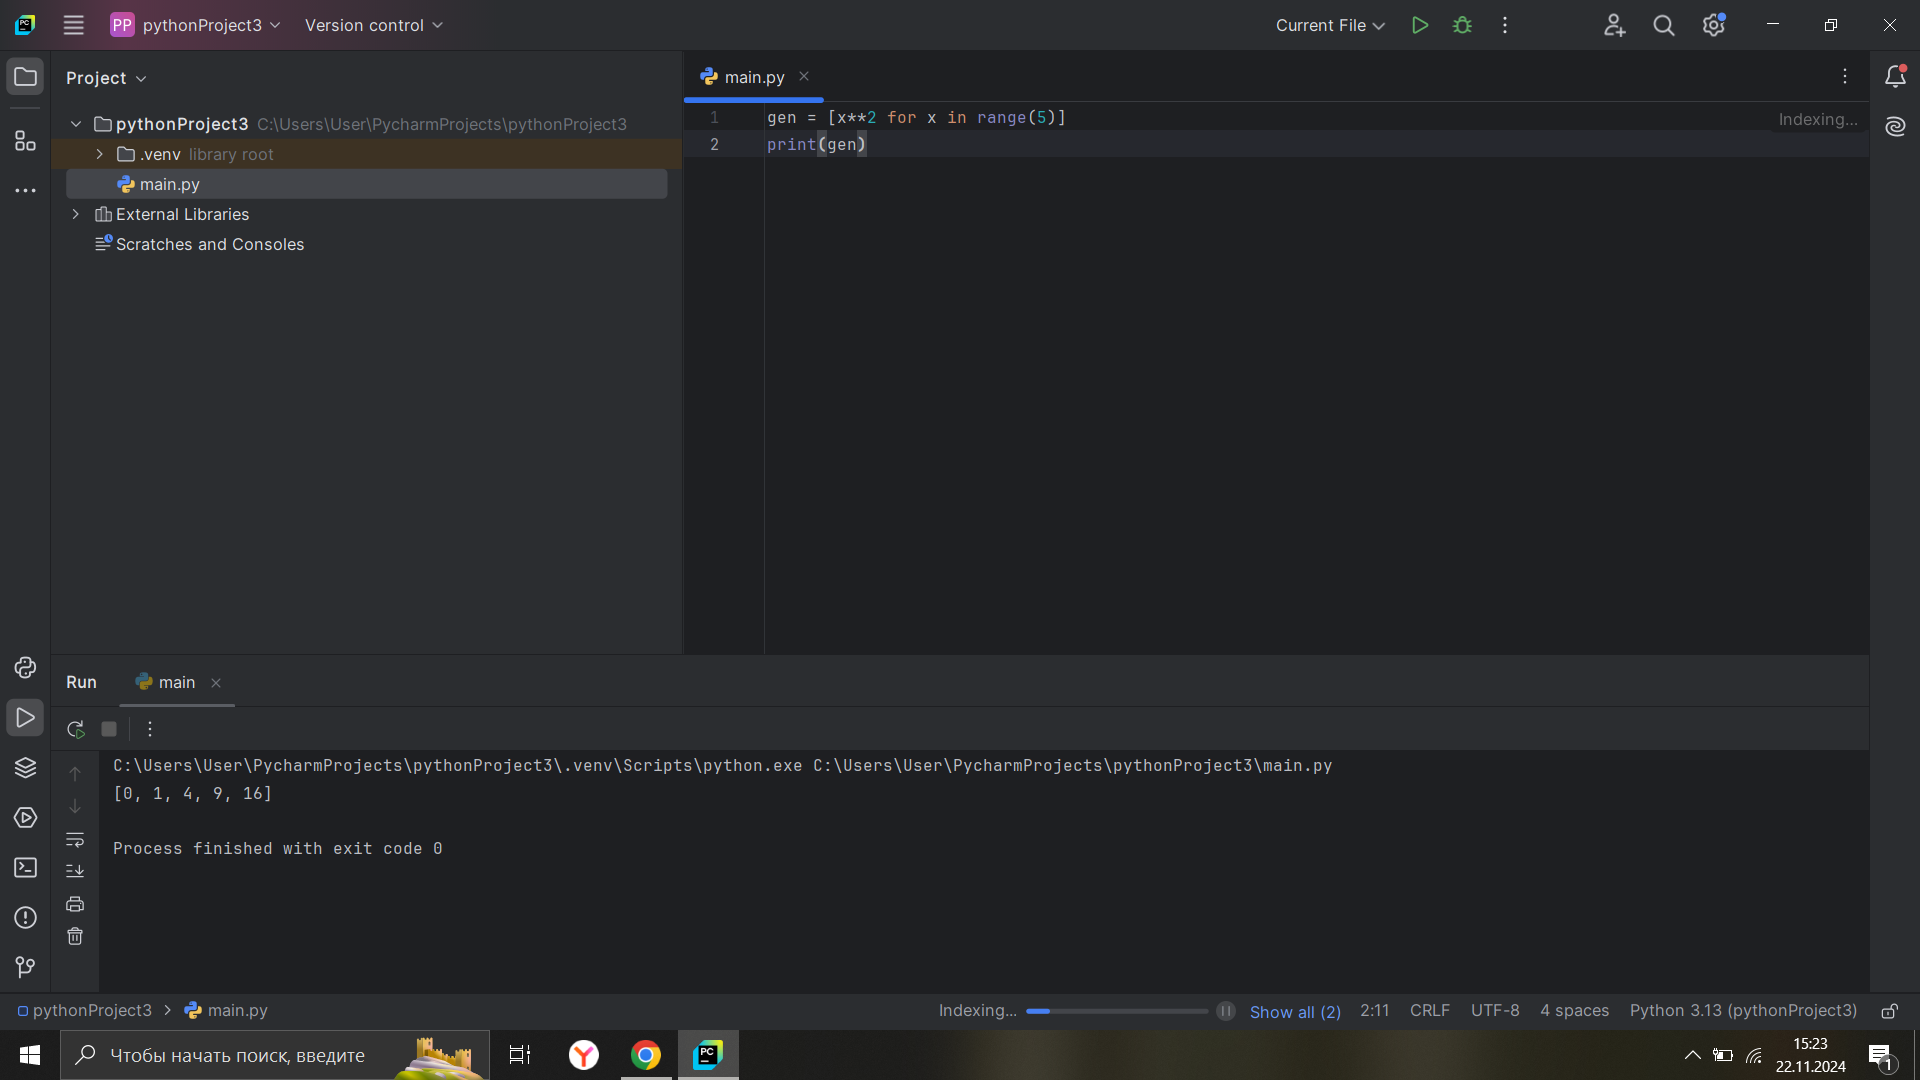 PP pythonProject3 Version control Current File
Project
main.py
pythonProject3 C:\Users\User\PycharmProjects\pythonProject3
.venv library root
main.py
External Libraries
Scratches and Consoles
1 gen = [x**2 for x in range(5)]
2 print(gen)
Indexing...
Run main
C:\Users\User\PycharmProjects\pythonProject3\.venv\Scripts\python.exe C:\Users\User\PycharmProjects\pythonProject3\main.py
[0, 1, 4, 9, 16]
Process finished with exit code 0
pythonProject3 > main.py Indexing... Show all (2) 2:11 CRLF UTF-8 4 spaces Python 3.13 (pythonProject3)
Чтобы начать поиск, введите
PC
15:23
22.11.2024
1